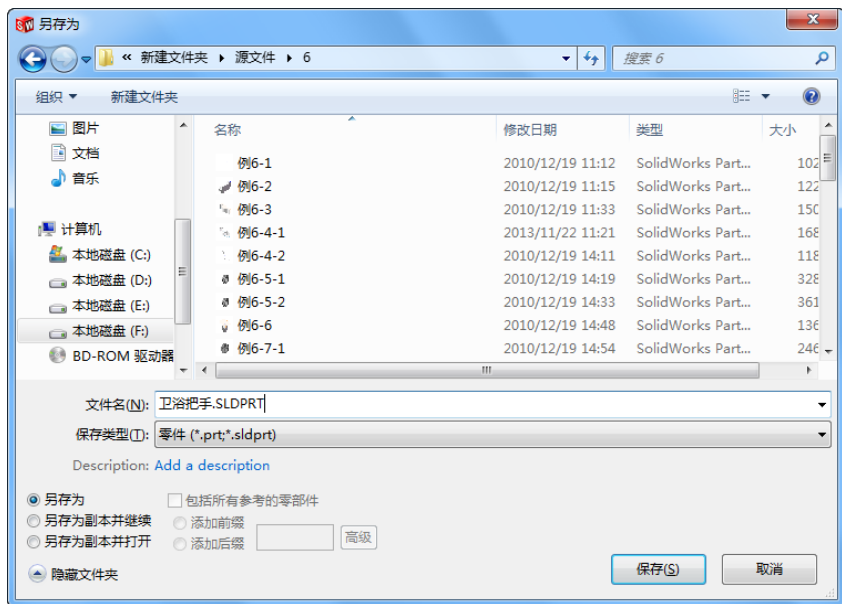 另存为
« 新建文件夹 ▸ 源文件 ▸ 6
搜索 6
组织 新建文件夹
图片
文档
音乐
计算机
本地磁盘 (C:)
本地磁盘 (D:)
本地磁盘 (E:)
本地磁盘 (F:)
BD-ROM 驱动器
名称 修改日期 类型 大小
例6-1 2010/12/19 11:12 SolidWorks Part... 102
例6-2 2010/12/19 11:15 SolidWorks Part... 122
例6-3 2010/12/19 11:33 SolidWorks Part... 150
例6-4-1 2013/11/22 11:21 SolidWorks Part... 168
例6-4-2 2010/12/19 14:11 SolidWorks Part... 118
例6-5-1 2010/12/19 14:19 SolidWorks Part... 328
例6-5-2 2010/12/19 14:33 SolidWorks Part... 361
例6-6 2010/12/19 14:48 SolidWorks Part... 136
例6-7-1 2010/12/19 14:54 SolidWorks Part... 246
文件名(N): 卫浴把手.SLDPRT
保存类型(T): 零件 (*.prt;*.sldprt)
Description: Add a description
另存为
另存为副本并继续
另存为副本并打开
包括所有参考的零部件
添加前缀
添加后缀
高级
隐藏文件夹
保存(S)
取消